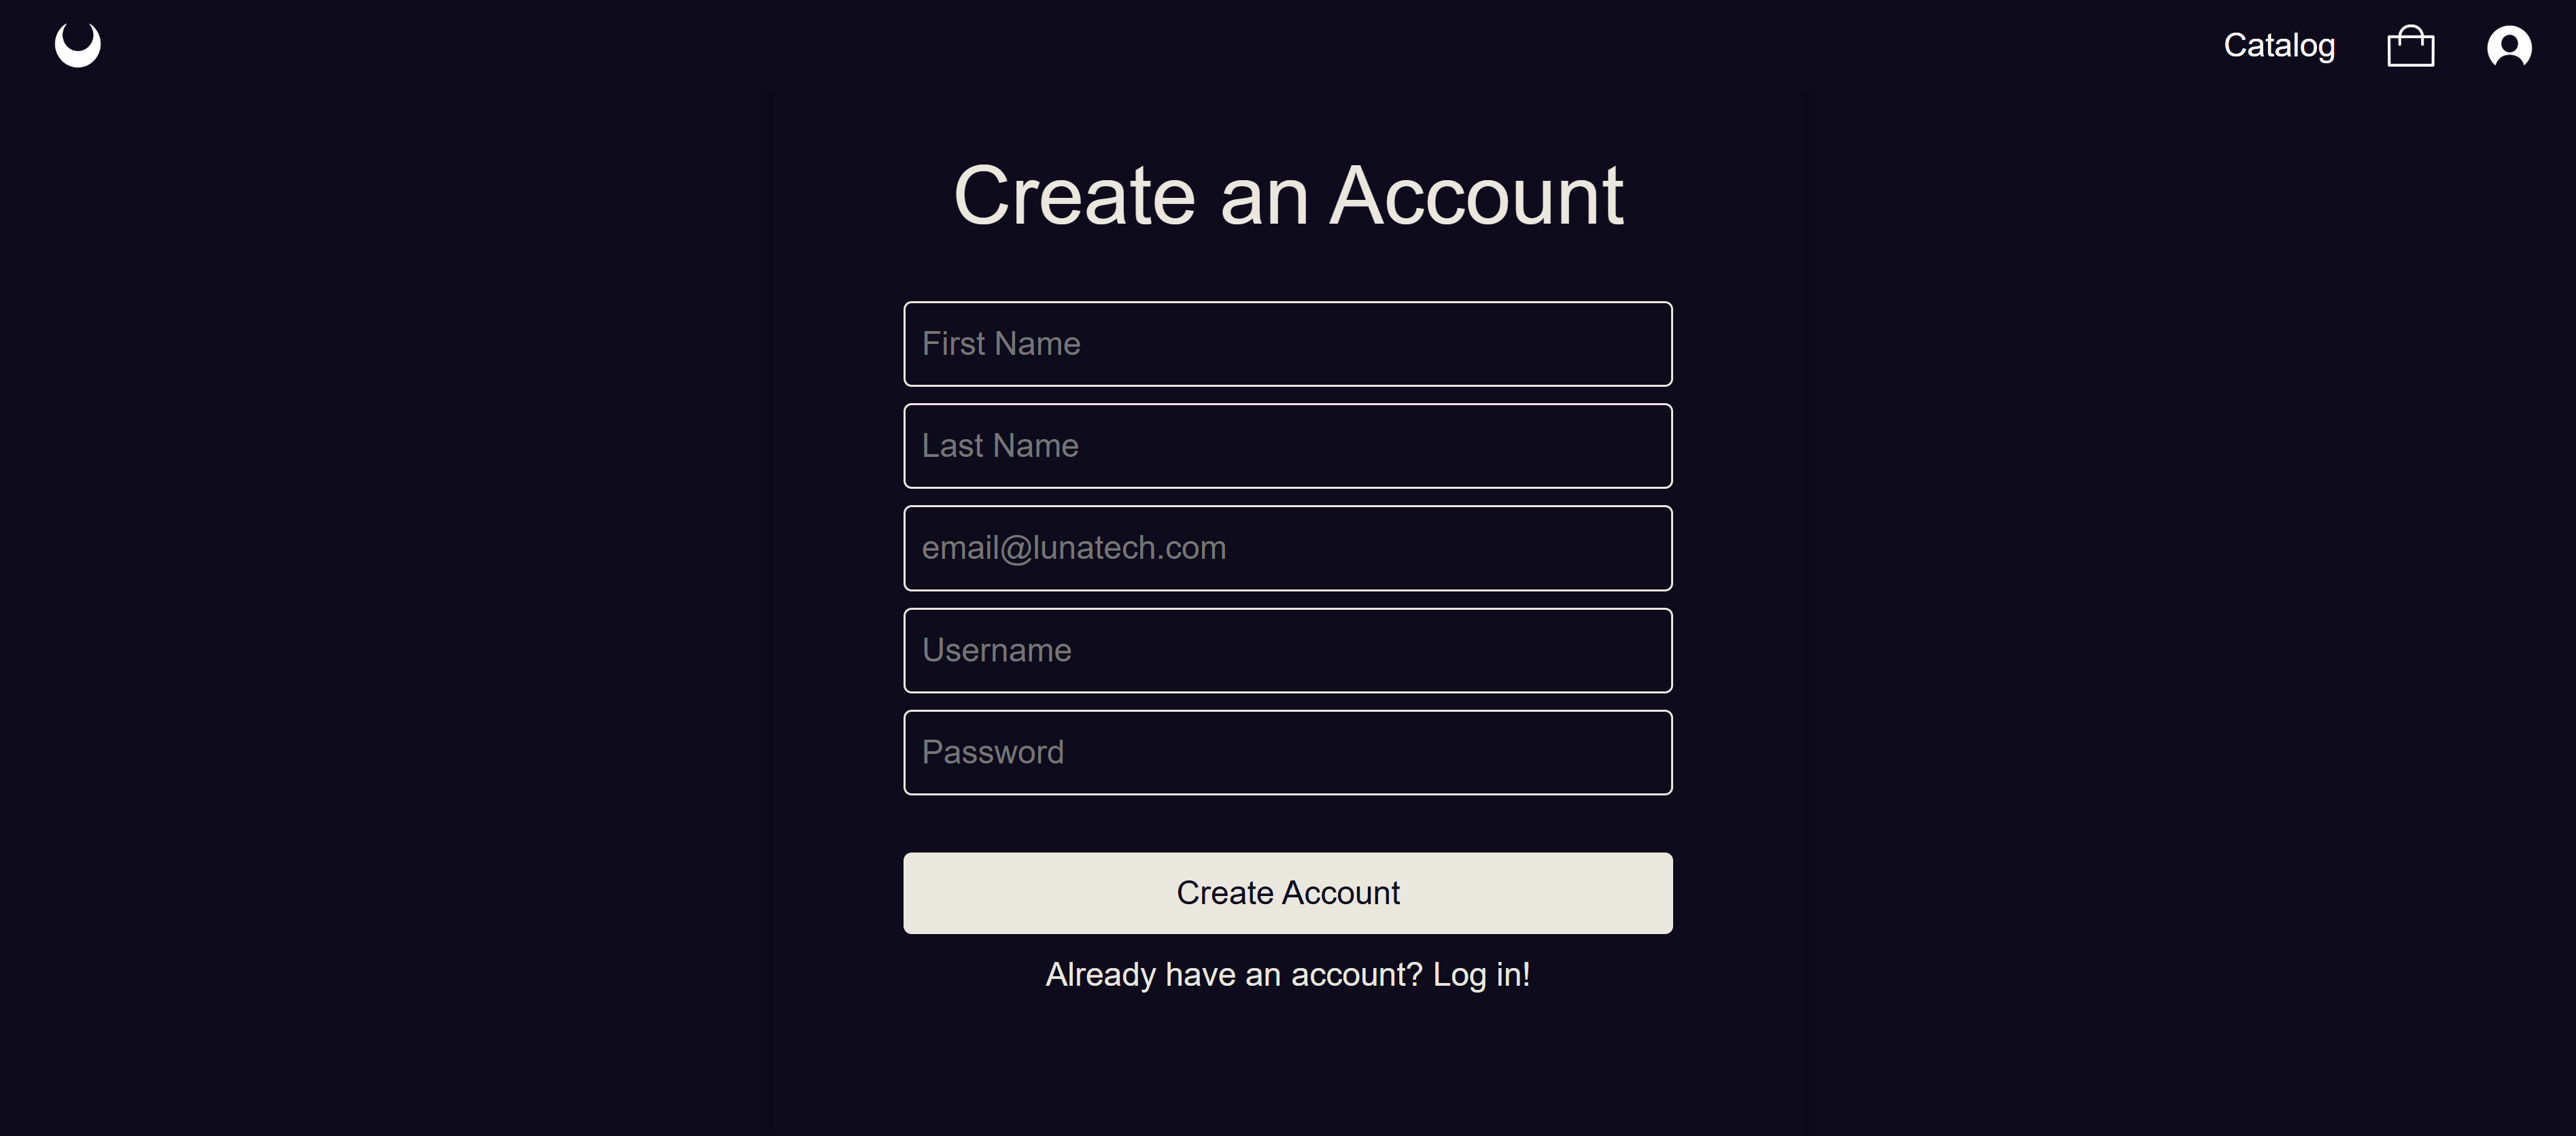 Catalog
Create an Account
First Name
Last Name
email@lunatech.com
Username
Password
Create Account
Already have an account? Log in!